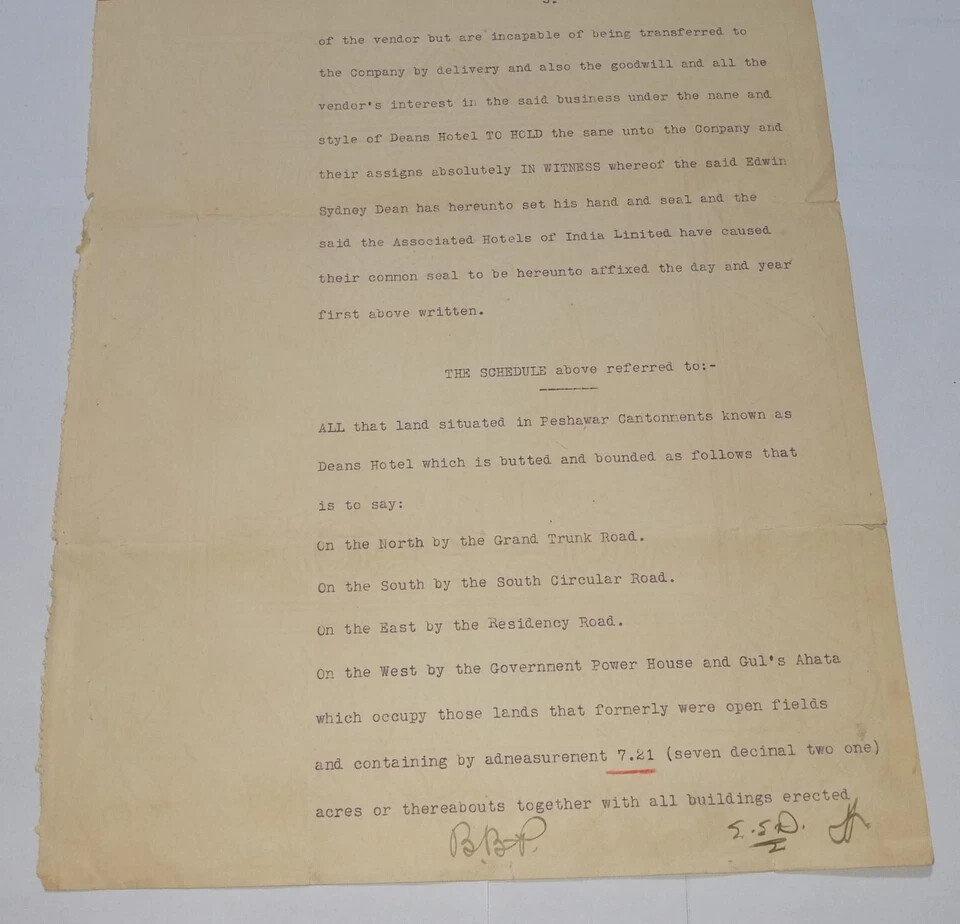 of the vendor but are incapable of being transferred to
the Company by delivery and also the goodwill and all the
vendor's interest in the said business under the name and
style of Deans Hotel TO HOLD the same unto the Company and
their assigns absolutely IN WITNESS whereof the said Edwin
Sydney Dean has hereunto set his hand and seal and the
said the Associated Hotels of India Limited have caused
their common seal to be hereunto affixed the day and year
first above written.
THE SCHEDULE above referred to:-
ALL that land situated in Peshawar Cantonments known as
Deans Hotel which is butted and bounded as follows that
is to say:
On the North by the Grand Trunk Road.
On the South by the South Circular Road.
On the East by the Residency Road.
On the West by the Government Power House and Gul's Ahata
which occupy those lands that formerly were open fields
and containing by admeasurement 7.21 (seven decimal two one)
acres or thereabouts together with all buildings erected
B.B.P. E.S.D.